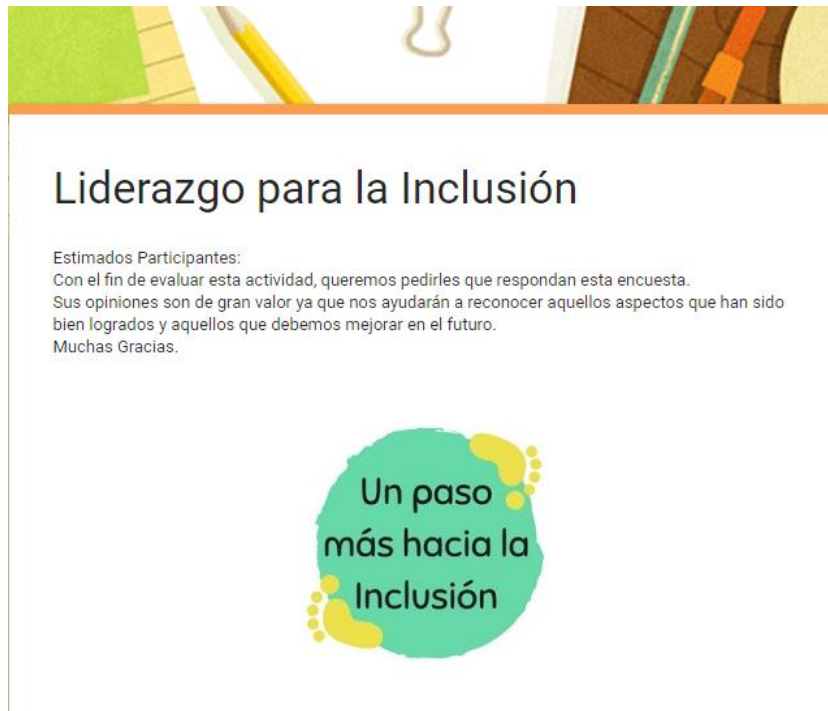 Liderazgo para la Inclusión
Estimados Participantes:
Con el fin de evaluar esta actividad, queremos pedirles que respondan esta encuesta.
Sus opiniones son de gran valor ya que nos ayudarán a reconocer aquellos aspectos que han sido
bien logrados y aquellos que debemos mejorar en el futuro.
Muchas Gracias.
Un paso
más hacia la
Inclusión